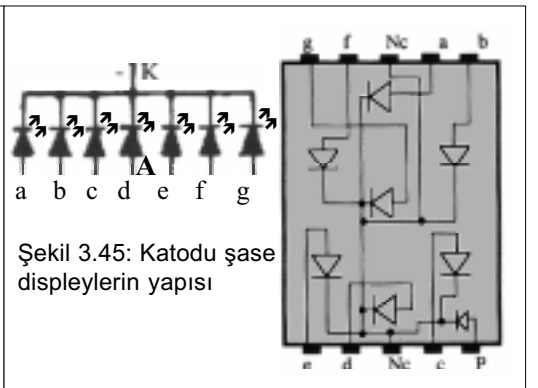 - K
A
a b c d e f g
Şekil 3.45: Katodu şase
displeylerin yapısı
g f Nc a b
e d Nc c P